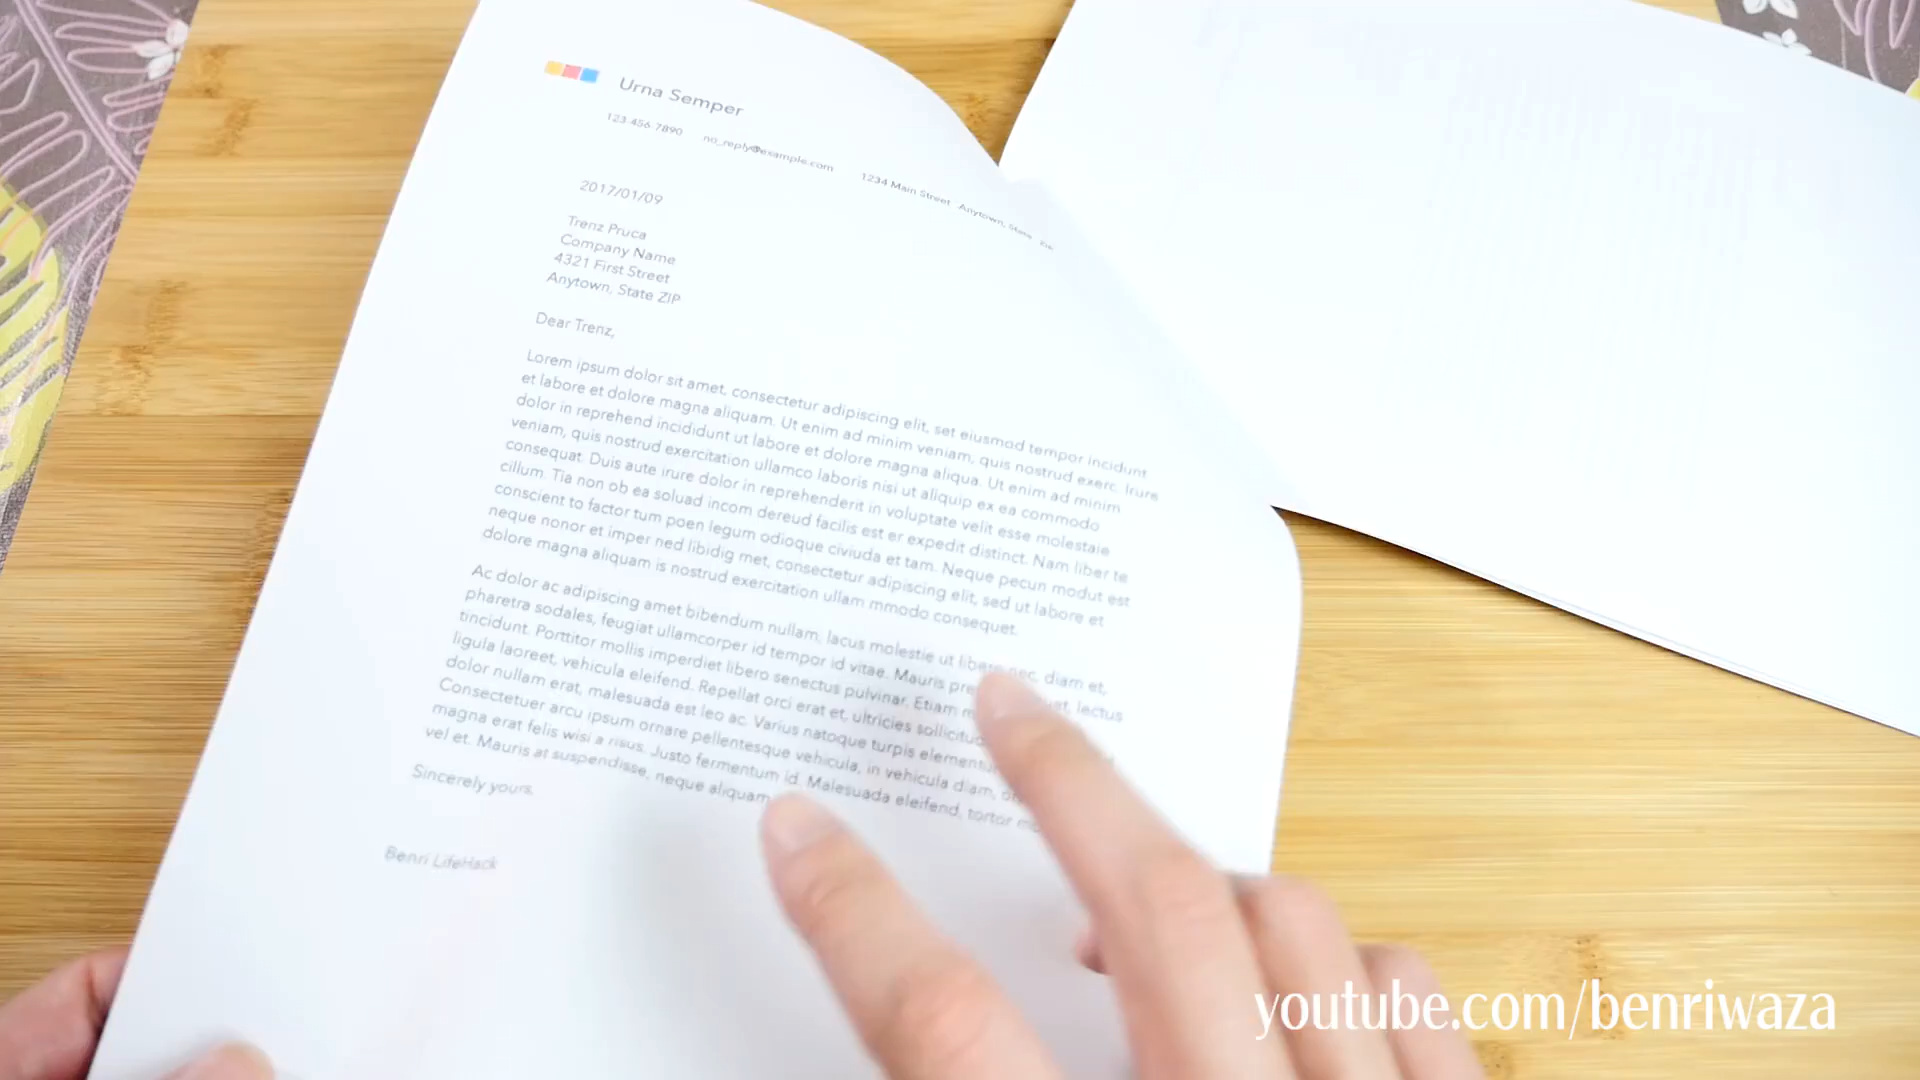 Urna Semper
123-456-7890 no_reply@example.com 1234 Main Street Anytown, State ZIP
2017/01/09
Trenz Pruca
Company Name
4321 First Street
Anytown, State ZIP
Dear Trenz,
Lorem ipsum dolor sit amet, consectetur adipiscing elit, set eiusmod tempor incidunt
et labore et dolore magna aliquam. Ut enim ad minim veniam, quis nostrud exerc. Irure
dolor in reprehend incididunt ut labore et dolore magna aliqua. Ut enim ad minim
veniam, quis nostrud exercitation ullamco laboris nisi ut aliquip ex ea commodo
consequat. Duis aute irure dolor in reprehenderit in voluptate velit esse molestaie
cillum. Tia non ob ea soluad incom dereud facilis est er expedit distinct. Nam liber te
conscient to factor tum poen legum odioque civiuda et tam. Neque pecun modut est
neque nonor et imper ned libidig met, consectetur adipiscing elit, sed ut labore et
dolore magna aliquam is nostrud exercitation ullam mmodo consequet.
Ac dolor ac adipiscing amet bibendum nullam, lacus molestie ut libero nec, diam et,
pharetra sodales, feugiat ullamcorper id tempor id vitae. Mauris lectus
tincidunt. Porttitor mollis imperdiet libero senectus pulvinar. Etiam
ligula laoreet, vehicula eleifend. Repellat orci erat et, ultricies
dolor nullam erat, malesuada est leo ac. Varius natoque turpis
Consectetuer arcu ipsum ornare pellentesque vehicula, in vehicula diam,
magna erat felis wisi a risus. Justo fermentum id. Malesuada eleifend, tortor
vel et. Mauris at suspendisse, neque aliquam
Sincerely yours,
Benri LifeHack
youtube.com/benriwaza